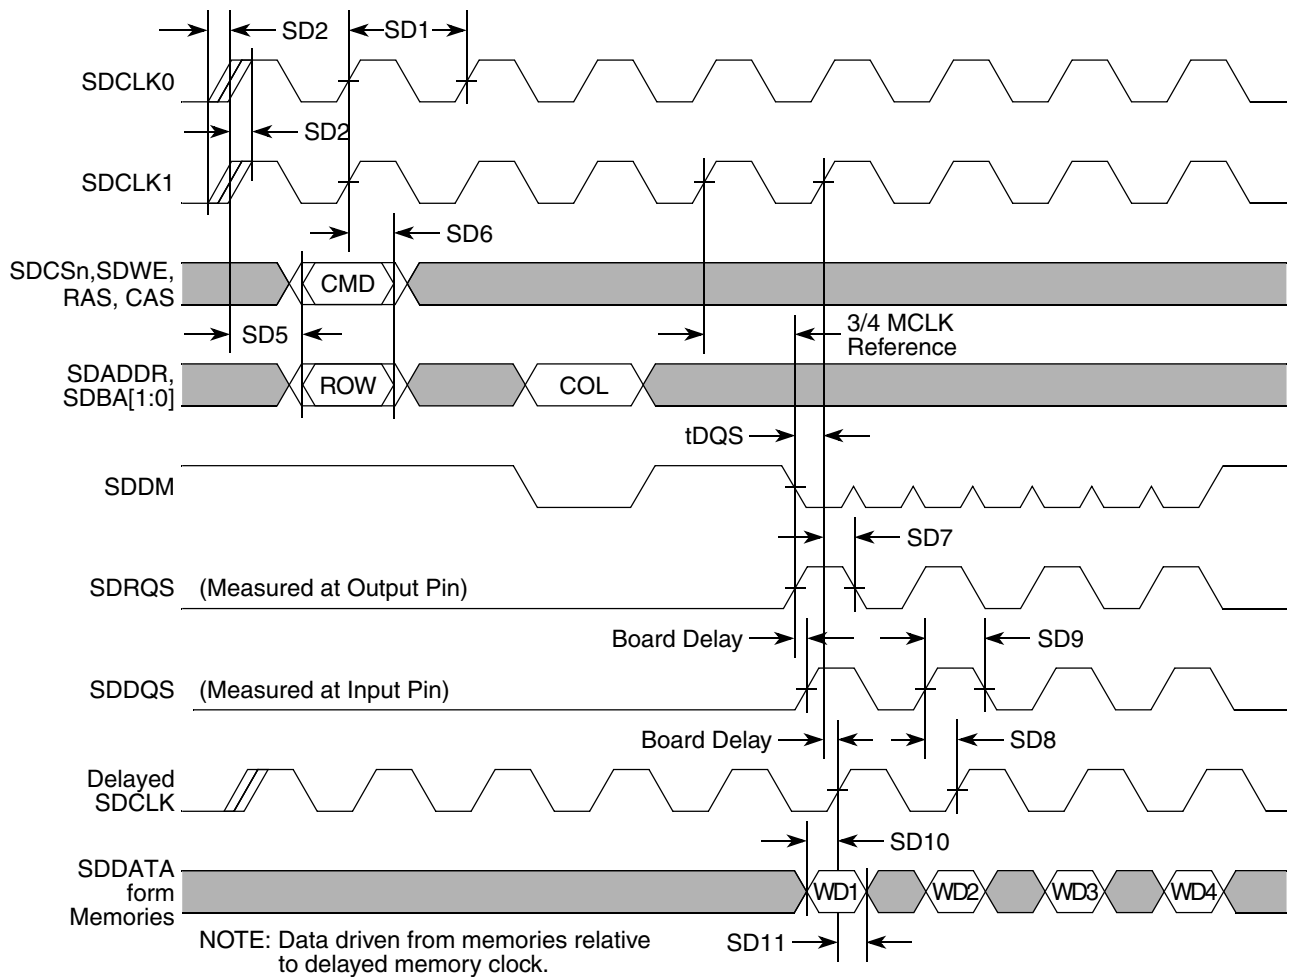 SD2
SD1
SDCLK0
SD2
SDCLK1
SD6
SDCSn,SDWE,
RAS, CAS
CMD
SD5
3/4 MCLK
Reference
SDADDR,
SDBA[1:0]
ROW
COL
tDQS
SDDM
SD7
SDRQS (Measured at Output Pin)
Board Delay
SD9
SDDQS (Measured at Input Pin)
Board Delay
SD8
Delayed
SDCLK
SD10
SDDATA
form
Memories
WD1
WD2
WD3
WD4
NOTE: Data driven from memories relative
to delayed memory clock.
SD11